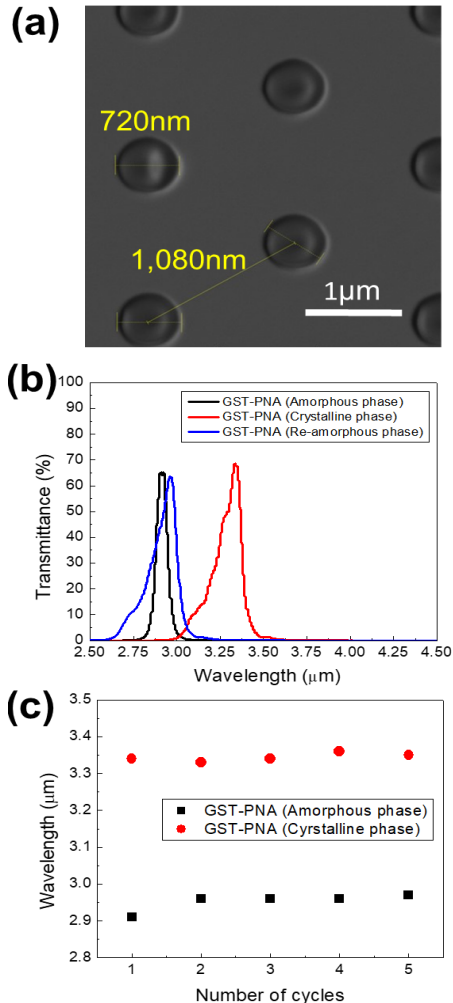 (a)
720nm
1,080nm
1µm
(b)
100
90
80
70
60
50
40
30
20
10
0
Transmittance (%)
GST-PNA (Amorphous phase)
GST-PNA (Crystalline phase)
GST-PNA (Re-amorphous phase)
2.50 2.75 3.00 3.25 3.50 3.75 4.00 4.25 4.50
Wavelength (µm)
(c)
3.5
3.4
3.3
3.2
3.1
3.0
2.9
2.8
Wavelength (µm)
GST-PNA (Amorphous phase)
GST-PNA (Cyrstalline phase)
1 2 3 4 5
Number of cycles